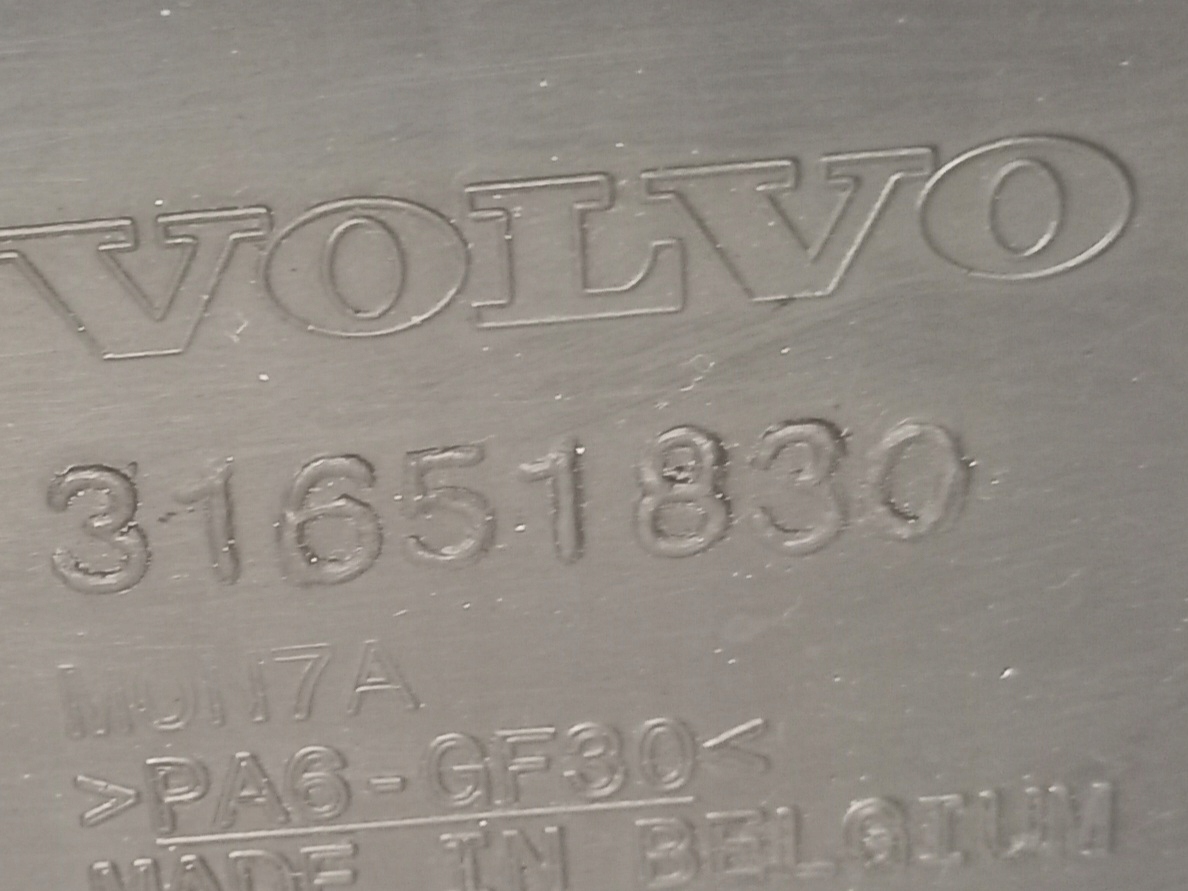 VOLVO
31651830
>PA6-GF30<
MADE IN BELGIUM